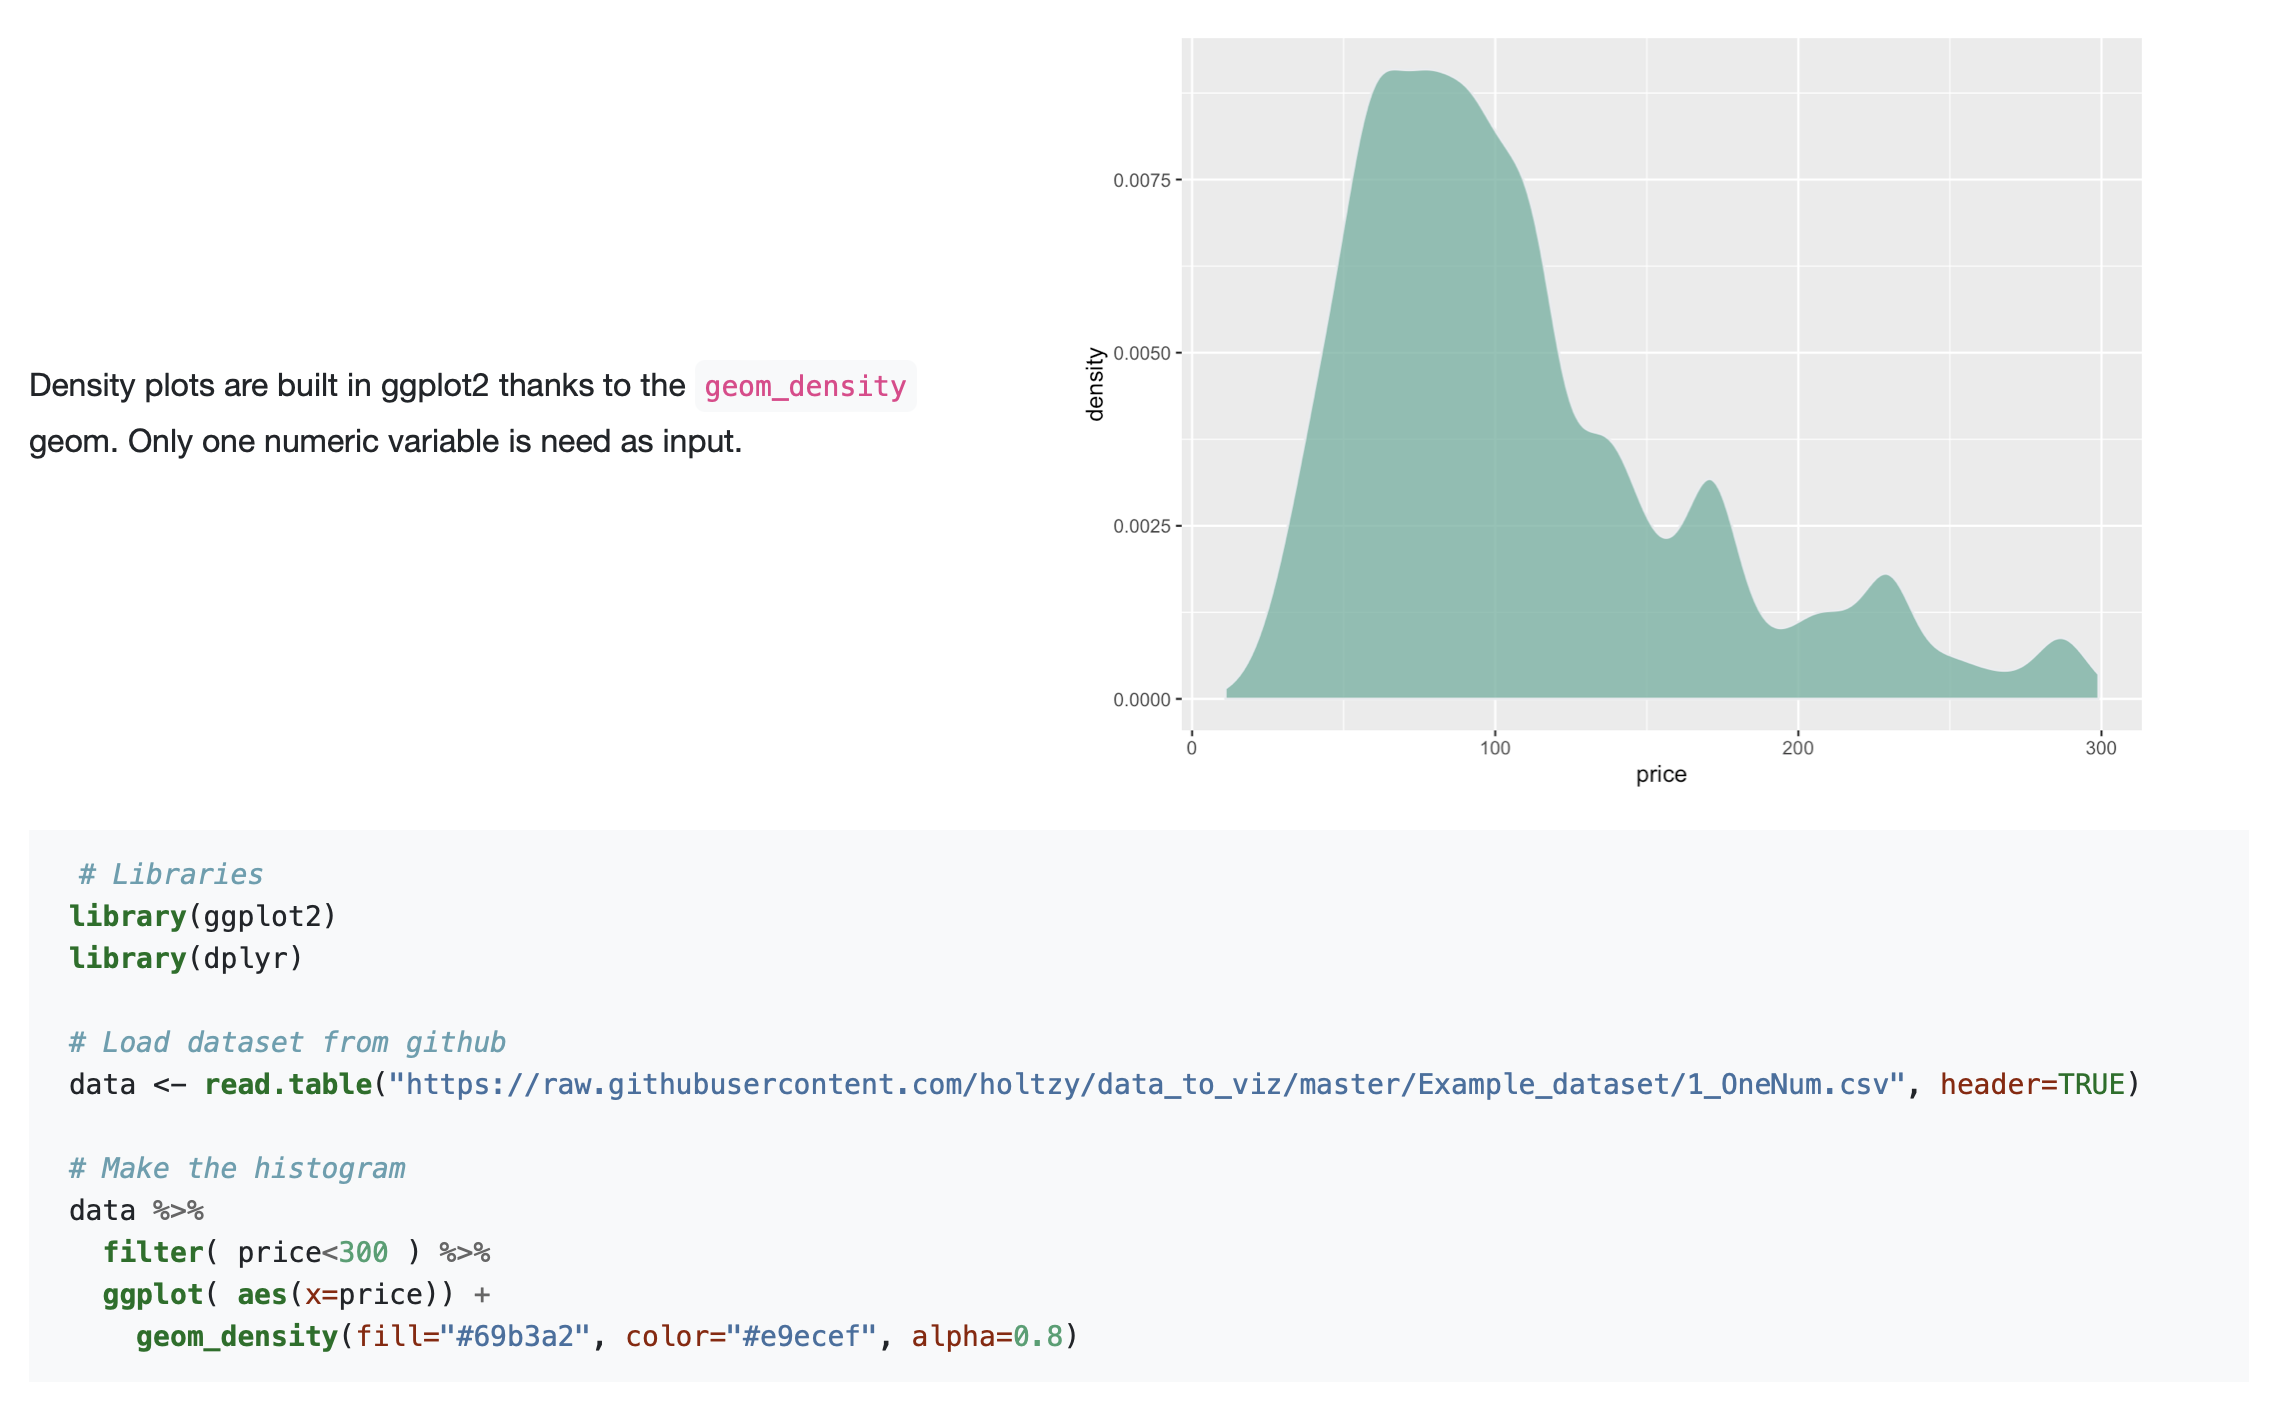 Density plots are built in ggplot2 thanks to the geom_density
geom. Only one numeric variable is need as input.
0.0075
0.0050
0.0025
0.0000
density
0 100 200 300
price
# Libraries
library(ggplot2)
library(dplyr)
# Load dataset from github
data <- read.table("https://raw.githubusercontent.com/holtzy/data_to_viz/master/Example_dataset/1_OneNum.csv", header=TRUE)
# Make the histogram
data %>%
  filter( price<300 ) %>%
  ggplot( aes(x=price)) +
    geom_density(fill="#69b3a2", color="#e9ecef", alpha=0.8)